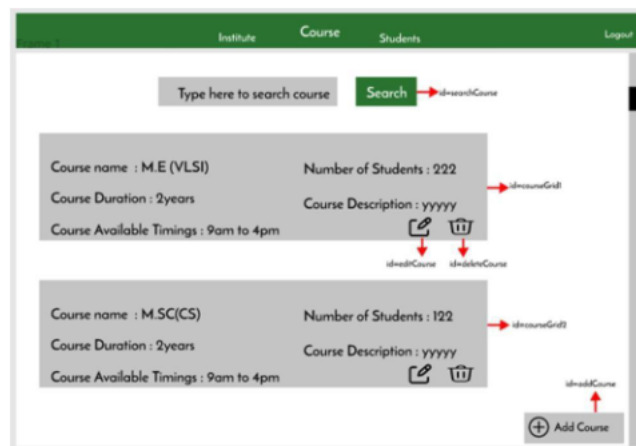 Frame 1
Institute Course Students Logout
Type here to search course Search id=searchCourse
Course name : M.E (VLSI) Number of Students : 222
id=courseGrid1
Course Duration : 2years Course Description : yyyyy
Course Available Timings : 9am to 4pm
id=editCourse id=deleteCourse
Course name : M.SC(CS) Number of Students : 122
id=courseGrid2
Course Duration : 2years Course Description : yyyyy
Course Available Timings : 9am to 4pm
id=addCourse
Add Course